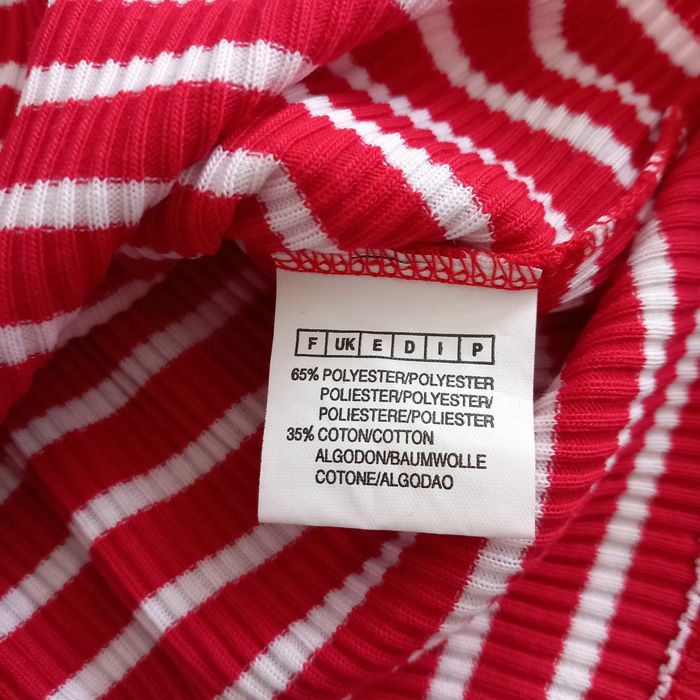 F UK E D I P
65% POLYESTER/POLYESTER
POLIESTER/POLYESTER/
POLIESTERE/POLIESTER
35% COTON/COTTON
ALGODON/BAUMWOLLE
COTONE/ALGODAO